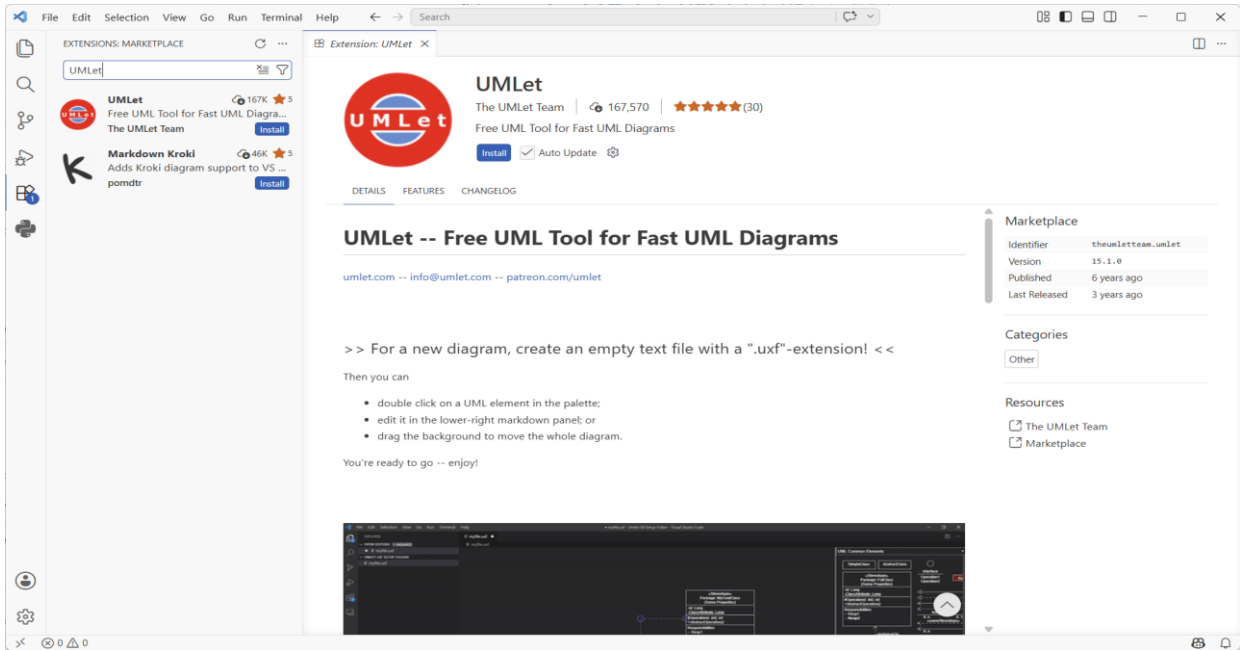 File Edit Selection View Go Run Terminal Help Search
EXTENSIONS: MARKETPLACE
UMLet
UMLet 167K 5
Free UML Tool for Fast UML Diagra...
The UMLet Team Install
Markdown Kroki 46K 5
Adds Kroki diagram support to VS ...
pomdtr Install
1
Extension: UMLet
UMLet
UMLet
The UMLet Team 167,570 (30)
Free UML Tool for Fast UML Diagrams
Install Auto Update
DETAILS FEATURES CHANGELOG
UMLet -- Free UML Tool for Fast UML Diagrams
umlet.com -- info@umlet.com -- patreon.com/umlet
>> For a new diagram, create an empty text file with a ".uxf"-extension! <<
Then you can
• double click on a UML element in the palette;
• edit it in the lower-right markdown panel; or
• drag the background to move the whole diagram.
You're ready to go -- enjoy!
Marketplace
Identifier theumletteam.umlet
Version 15.1.0
Published 6 years ago
Last Released 3 years ago
Categories
Other
Resources
The UMLet Team
Marketplace
UML Common Elements
SimpleClass AbstractClass
0 0